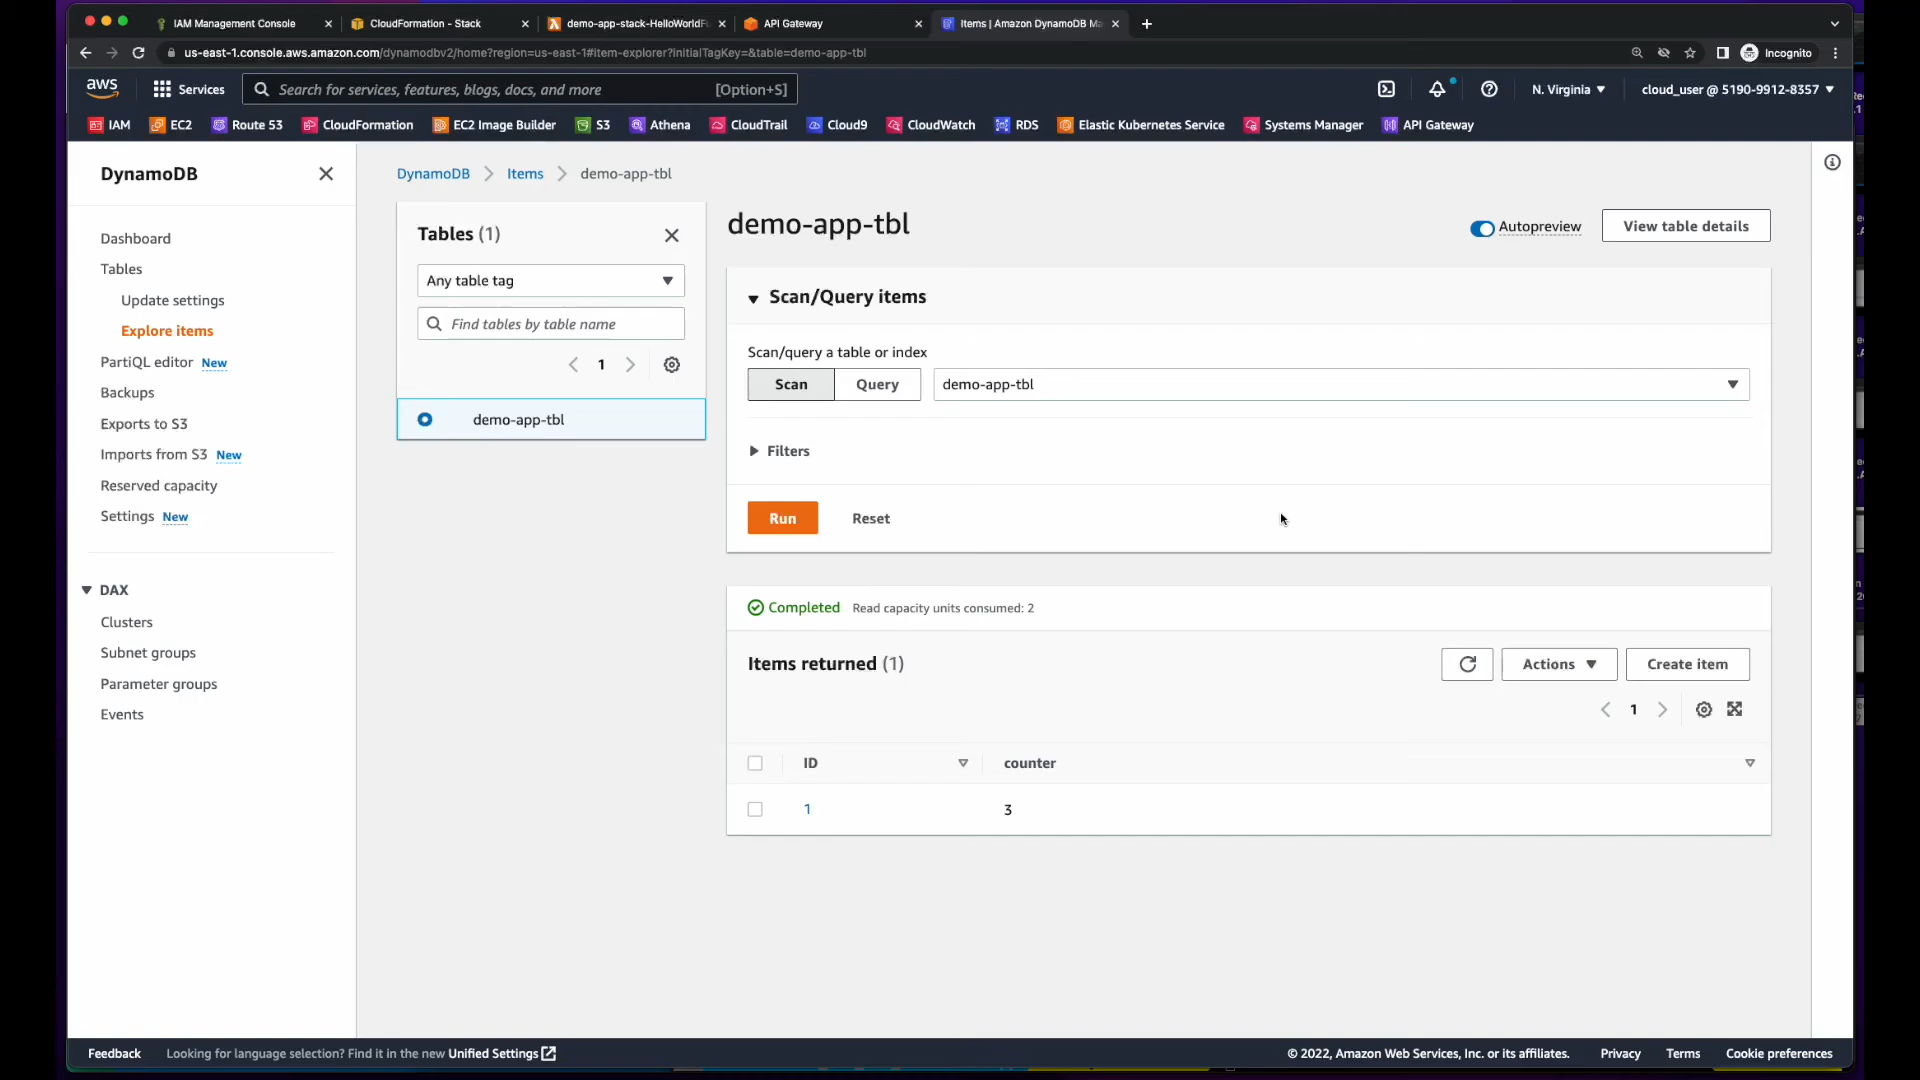 IAM Management Console
CloudFormation - Stack
demo-app-stack-HelloWorldFu
API Gateway
Items | Amazon DynamoDB Ma
us-east-1.console.aws.amazon.com/dynamodbv2/home?region=us-east-1#item-explorer?initialTagKey=&table=demo-app-tbl
Incognito
aws
Services
Search for services, features, blogs, docs, and more
[Option+S]
N. Virginia
cloud_user @ 5190-9912-8357
IAM
EC2
Route 53
CloudFormation
EC2 Image Builder
S3
Athena
CloudTrail
Cloud9
CloudWatch
RDS
Elastic Kubernetes Service
Systems Manager
API Gateway
DynamoDB
Dashboard
Tables
Update settings
Explore items
PartiQL editor New
Backups
Exports to S3
Imports from S3 New
Reserved capacity
Settings New
DAX
Clusters
Subnet groups
Parameter groups
Events
DynamoDB
Items
demo-app-tbl
Tables (1)
Any table tag
Find tables by table name
1
demo-app-tbl
demo-app-tbl
Autopreview
View table details
Scan/Query items
Scan/query a table or index
Scan
Query
demo-app-tbl
Filters
Run
Reset
Completed
Read capacity units consumed: 2
Items returned (1)
Actions
Create item
1
ID
counter
1
3
Feedback
Looking for language selection? Find it in the new Unified Settings
© 2022, Amazon Web Services, Inc. or its affiliates.
Privacy
Terms
Cookie preferences